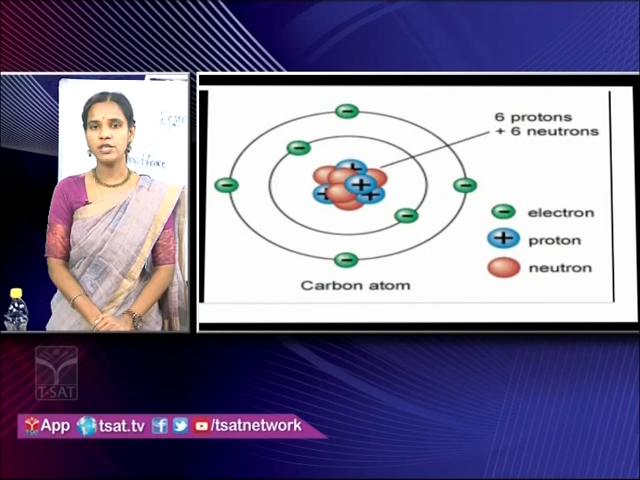 6 protons
+ 6 neutrons
electron
proton
neutron
Carbon atom
T-SAT
App tsat.tv /tsatnetwork